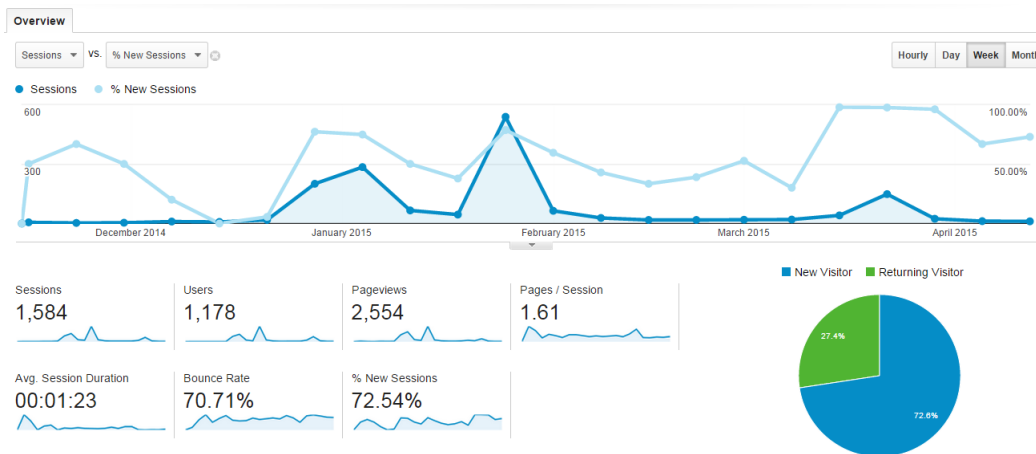 Overview
Sessions vs. % New Sessions
Hourly Day Week Month
Sessions % New Sessions
600 100.00%
300 50.00%
December 2014 January 2015 February 2015 March 2015 April 2015
New Visitor Returning Visitor
Sessions Users Pageviews Pages / Session
1,584 1,178 2,554 1.61
27.4%
Avg. Session Duration Bounce Rate % New Sessions
00:01:23 70.71% 72.54%
72.6%